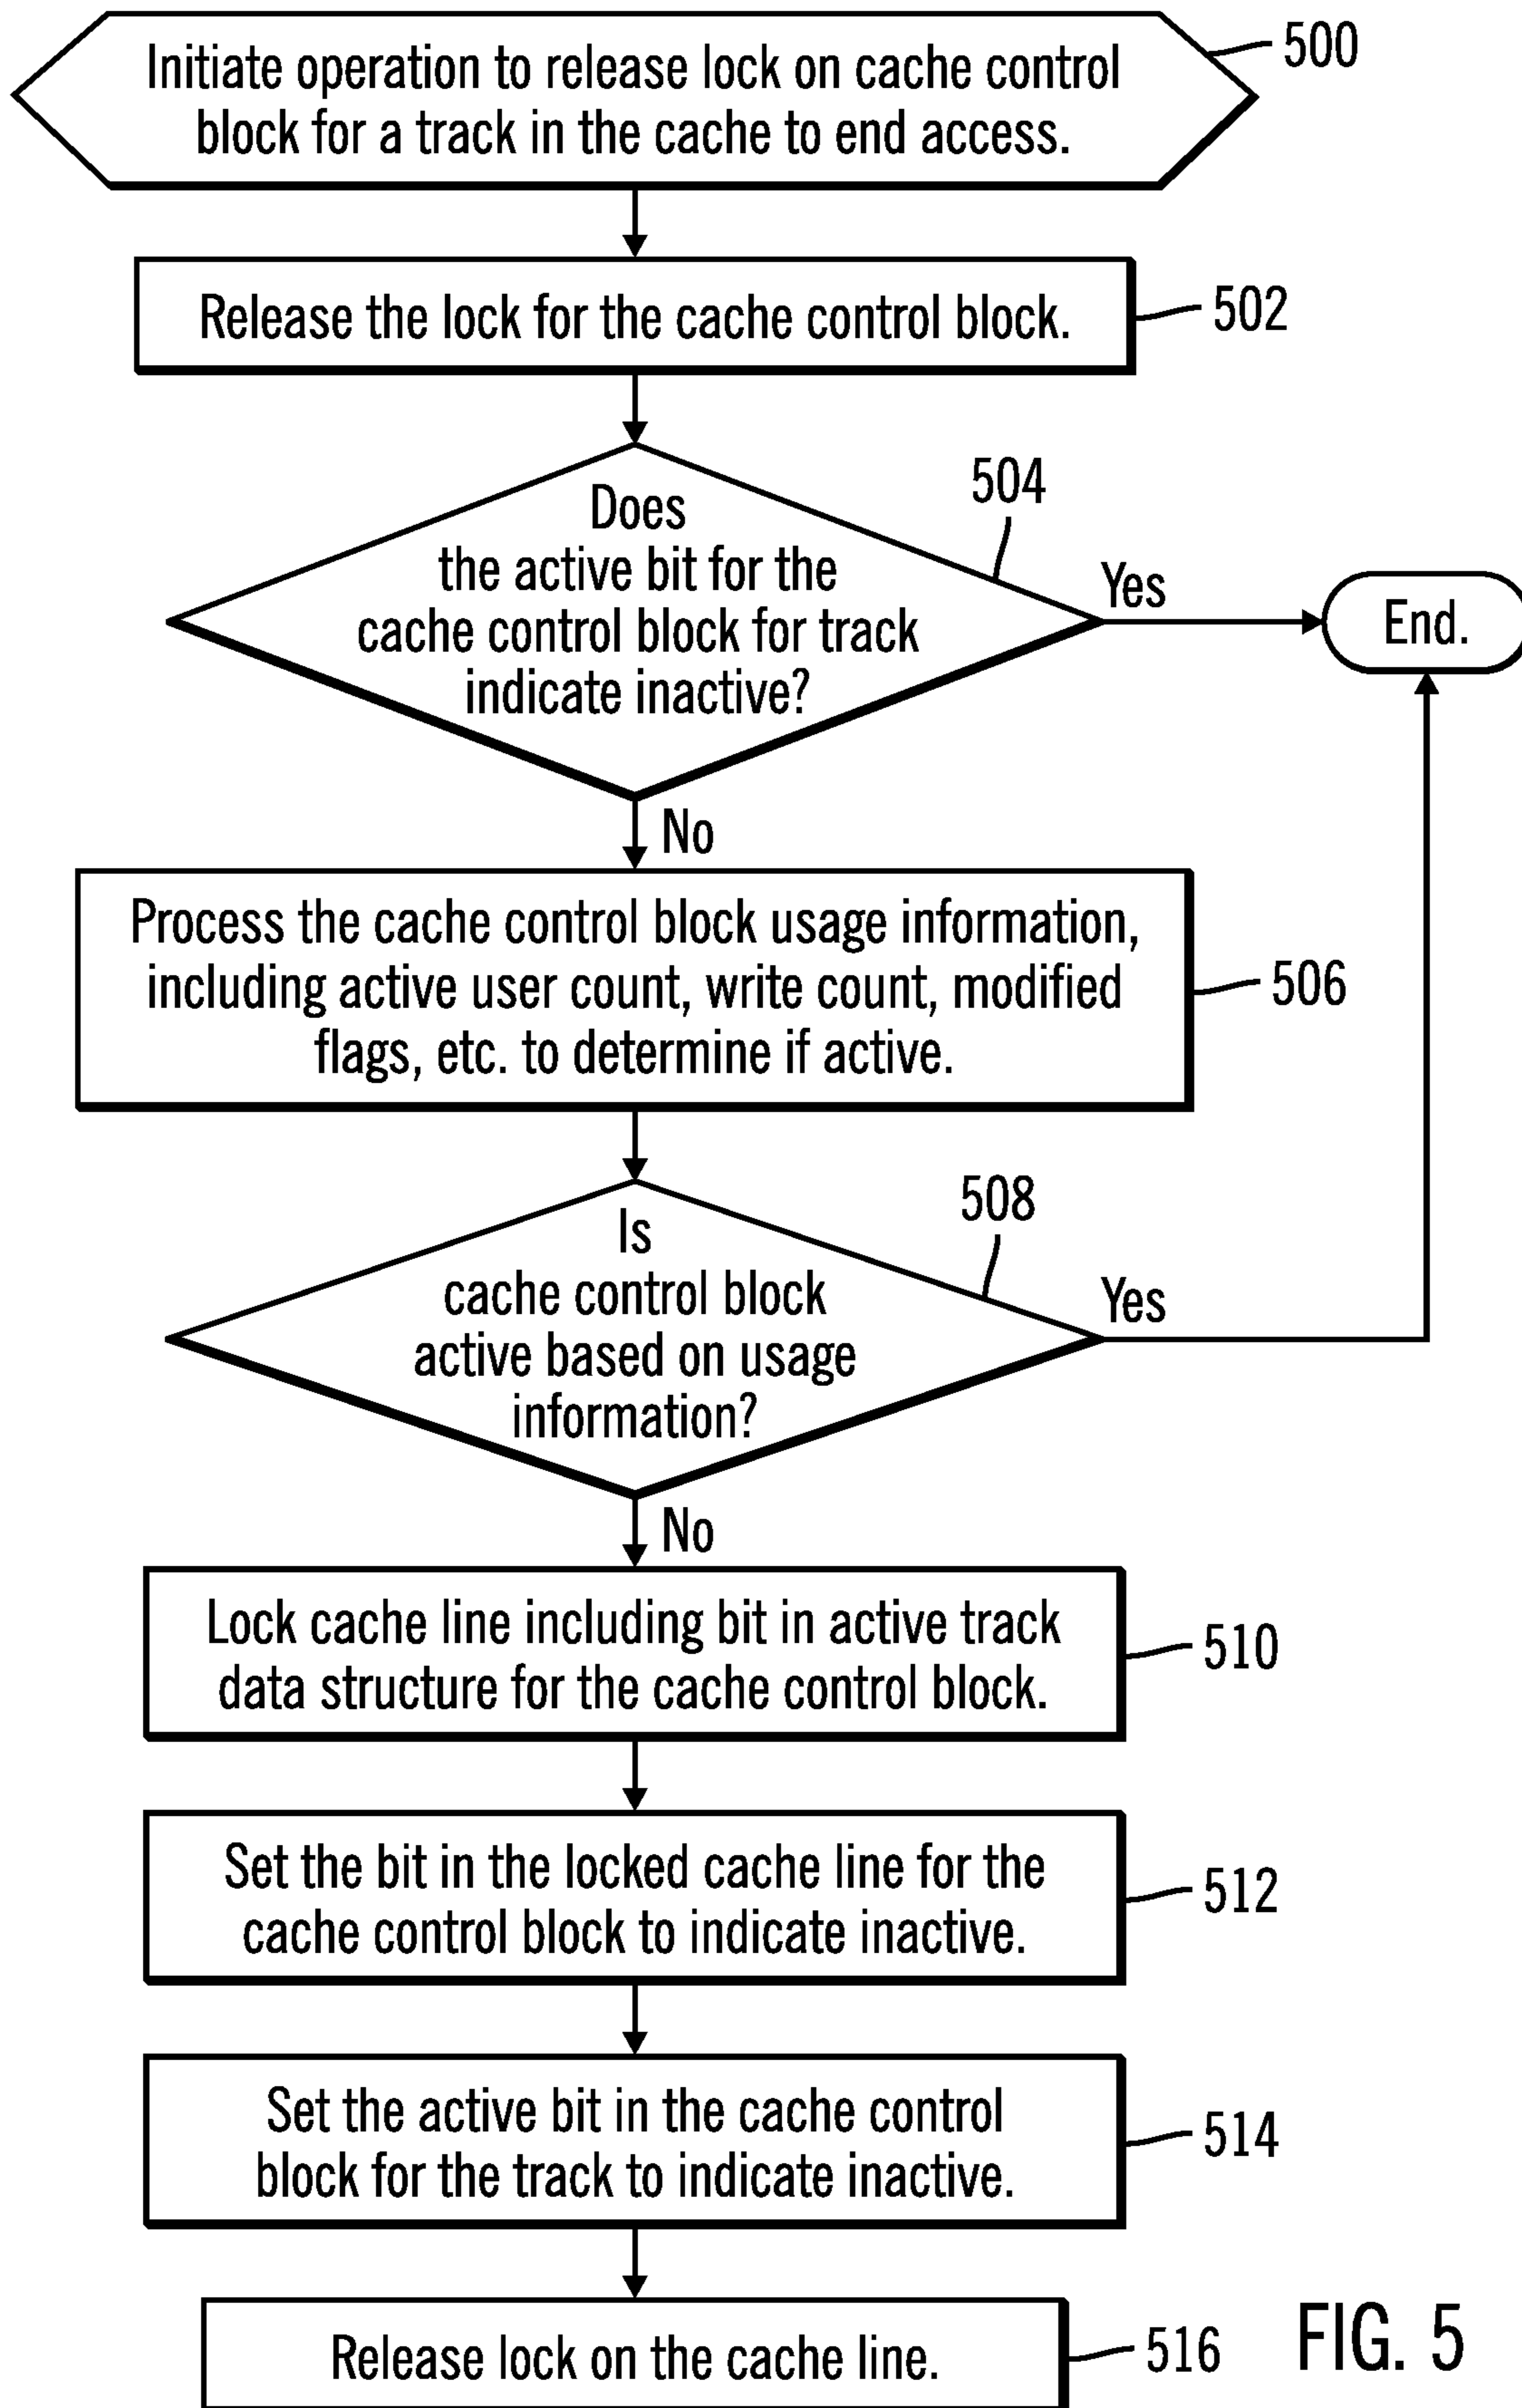 Initiate operation to release lock on cache control
block for a track in the cache to end access.
500
Release the lock for the cache control block.
502
Does
the active bit for the
cache control block for track
indicate inactive?
504
Yes
End.
No
Process the cache control block usage information,
including active user count, write count, modified
flags, etc. to determine if active.
506
Is
cache control block
active based on usage
information?
508
Yes
No
Lock cache line including bit in active track
data structure for the cache control block.
510
Set the bit in the locked cache line for the
cache control block to indicate inactive.
512
Set the active bit in the cache control
block for the track to indicate inactive.
514
Release lock on the cache line.
516
FIG. 5